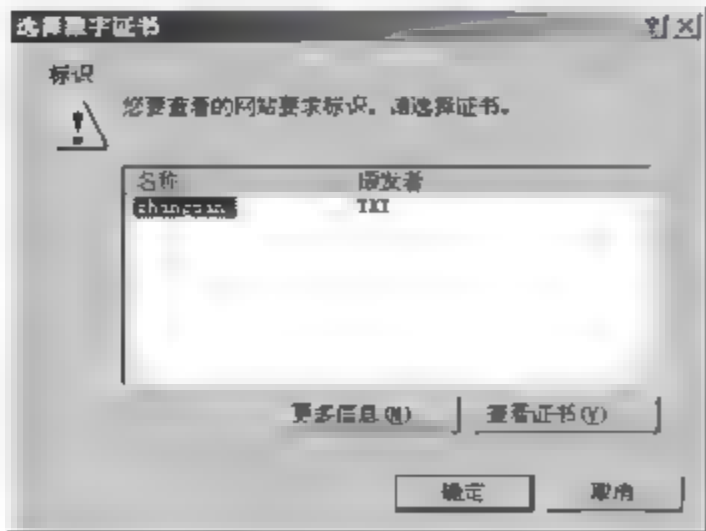 选择数字证书
标识
您要查看的网站要求标识。请选择证书。
名称 颁发者
更多信息(M) 查看证书(V)
确定 取消